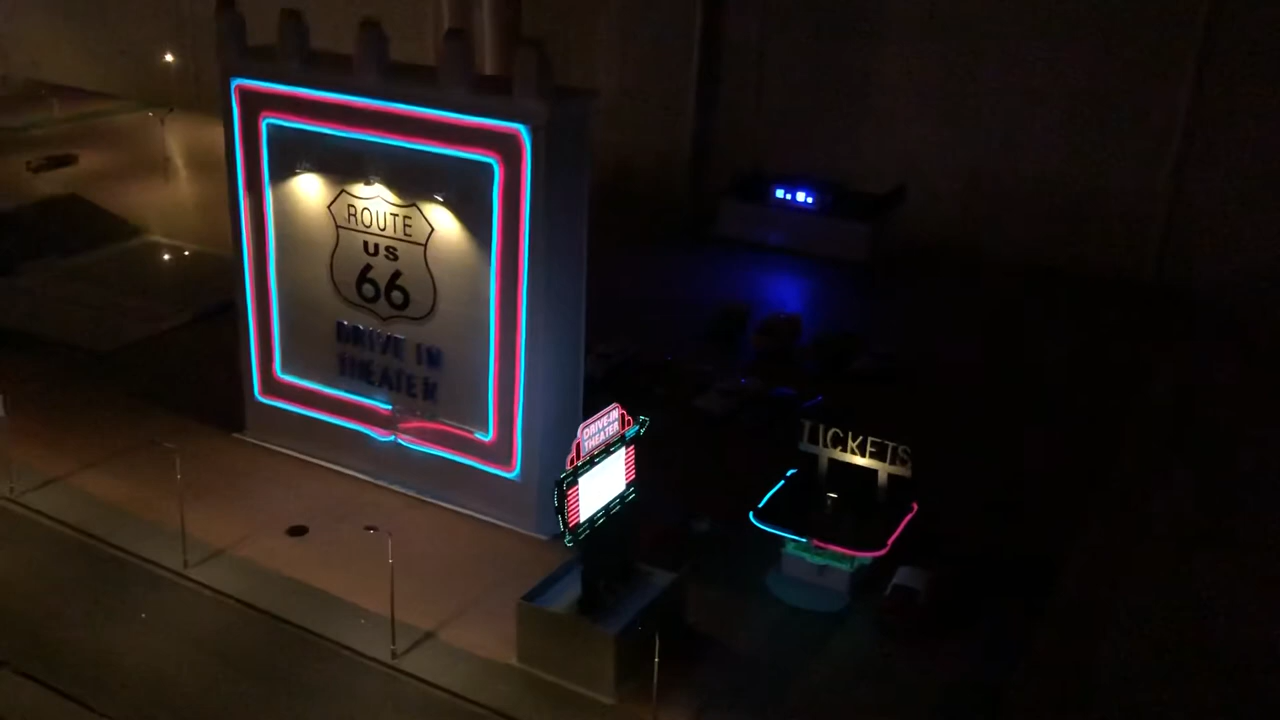 ROUTE
US
66
DRIVE IN
THEATER
DRIVE-IN
THEATER
TICKETS